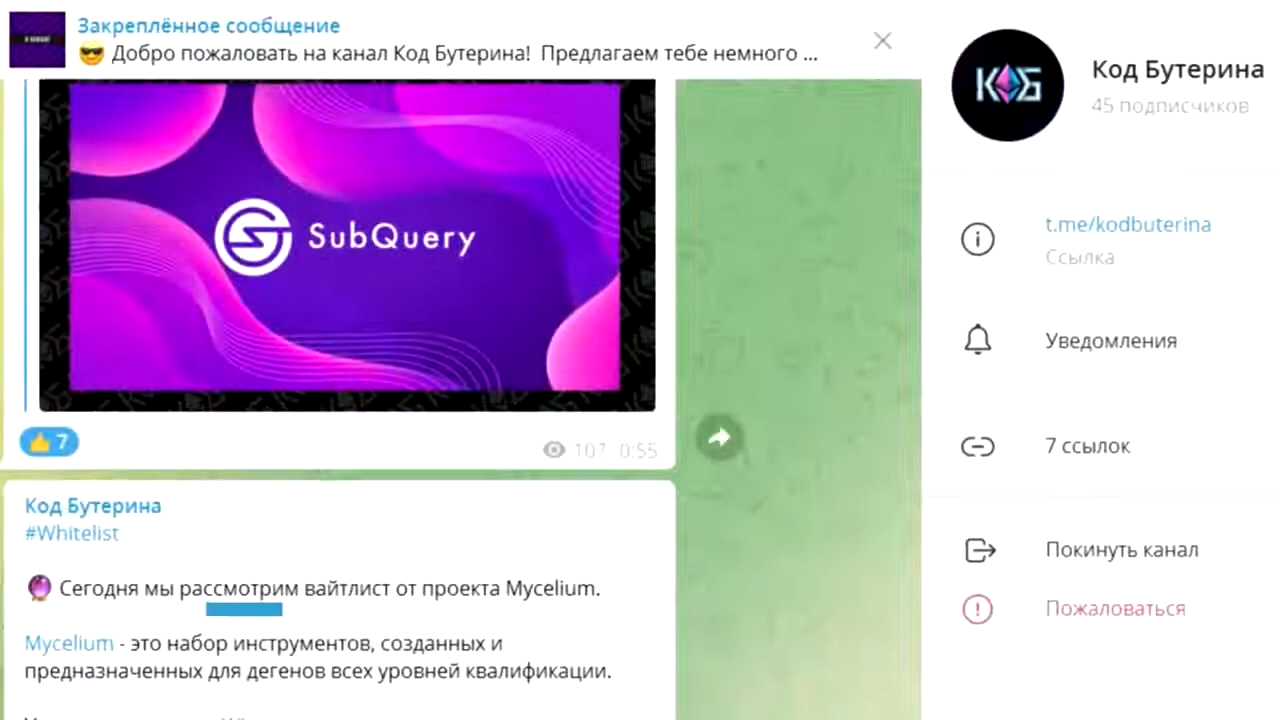 Закреплённое сообщение
😎 Добро пожаловать на канал Код Бутерина! Предлагаем тебе немного ...
SubQuery
👍 7
107 0:55
Код Бутерина
#Whitelist
🔮 Сегодня мы рассмотрим вайтлист от проекта Mycelium.
Mycelium - это набор инструментов, созданных и
предназначенных для дегенов всех уровней квалификации.
КОБ
Код Бутерина
45 подписчиков
t.me/kodbuterina
Ссылка
Уведомления
7 ссылок
Покинуть канал
Пожаловаться